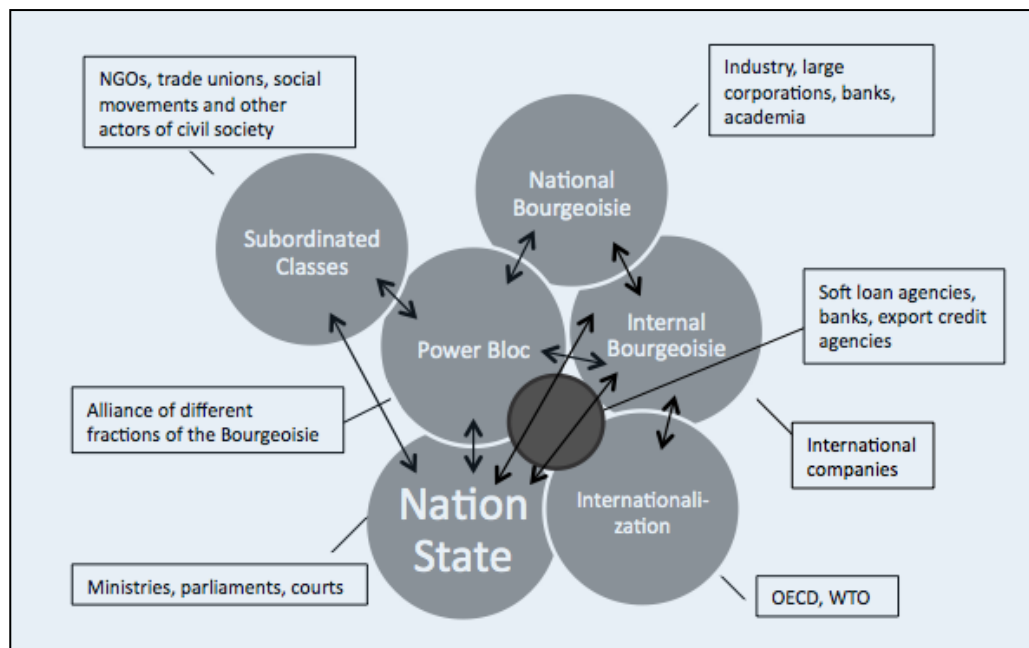 NGOs, trade unions, social
movements and other
actors of civil society
Industry, large
corporations, banks,
academia
National
Bourgeoisie
Subordinated
Classes
Soft loan agencies,
banks, export credit
agencies
Internal
Bourgeoisie
Power Bloc
Alliance of different
fractions of the Bourgeoisie
International
companies
Nation
State
Internationali-
zation
Ministries, parliaments, courts
OECD, WTO